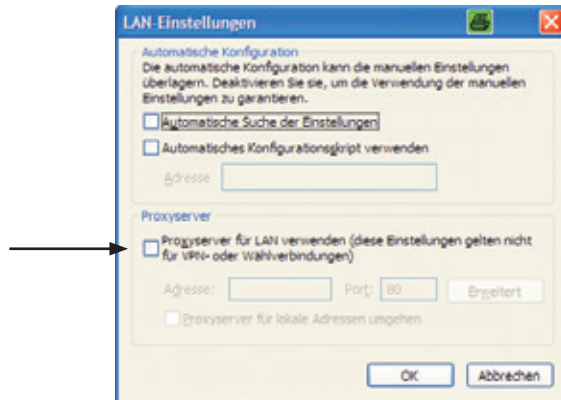 LAN-Einstellungen
Automatische Konfiguration
Die automatische Konfiguration kann die manuellen Einstellungen
überlagern. Deaktivieren Sie sie, um die Verwendung der manuellen
Einstellungen zu garantieren.
Automatische Suche der Einstellungen
Automatisches Konfigurationsskript verwenden
Adresse
Proxyserver
Proxyserver für LAN verwenden (diese Einstellungen gelten nicht
für VPN- oder Wählverbindungen)
Adresse: Port: 80 Erweitert
Proxyserver für lokale Adressen umgehen
OK Abbrechen